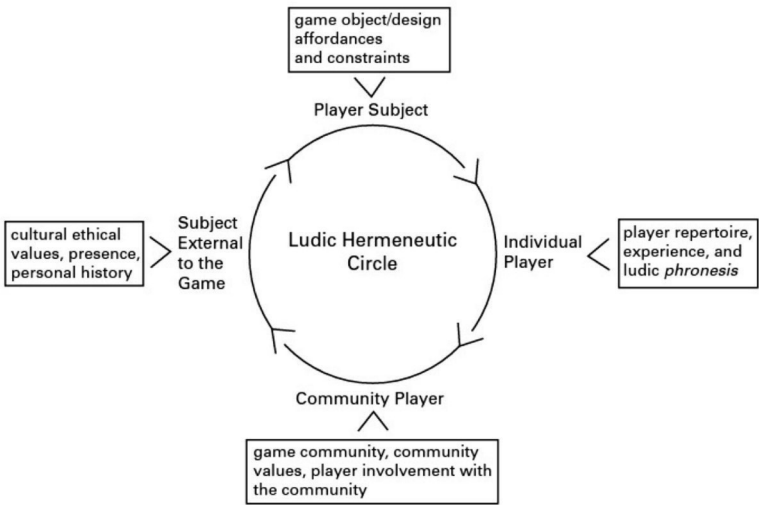 game object/design
affordances
and constraints
Player Subject
cultural ethical
values, presence,
personal history
Subject
External
to the
Game
Ludic Hermeneutic
Circle
Individual
Player
player repertoire,
experience, and
ludic phronesis
Community Player
game community, community
values, player involvement with
the community